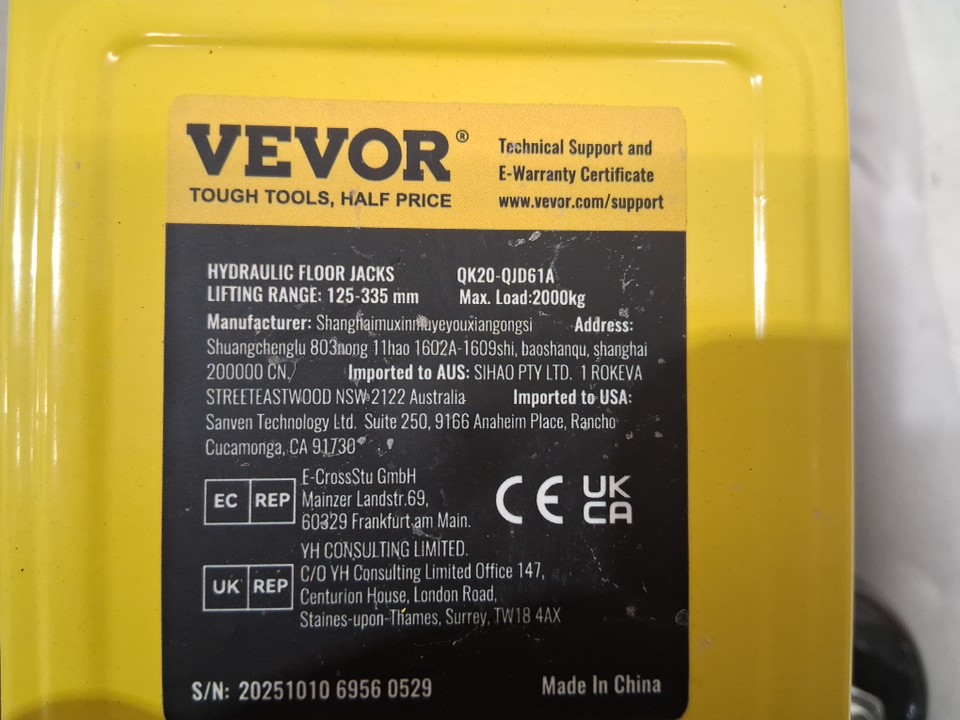 VEVOR®
TOUGH TOOLS, HALF PRICE
Technical Support and
E-Warranty Certificate
www.vevor.com/support
HYDRAULIC FLOOR JACKS QK20-QJD61A
LIFTING RANGE: 125-335 mm Max. Load:2000kg
Manufacturer: Shanghaimuxinmuyeyouxiangongsi Address:
Shuangchenglu 803nong 11hao 1602A-1609shi, baoshanqu, shanghai
200000 CN. Imported to AUS: SIHAO PTY LTD. 1 ROKEVA
STREETEASTWOOD NSW 2122 Australia Imported to USA:
Sanven Technology Ltd. Suite 250, 9166 Anaheim Place, Rancho
Cucamonga, CA 91730
EC REP
E-CrossStu GmbH
Mainzer Landstr.69,
60329 Frankfurt am Main.
CE UK
CA
UK REP
YH CONSULTING LIMITED.
C/O YH Consulting Limited Office 147,
Centurion House, London Road,
Staines-upon-Thames, Surrey, TW18 4AX
S/N: 20251010 6956 0529 Made In China